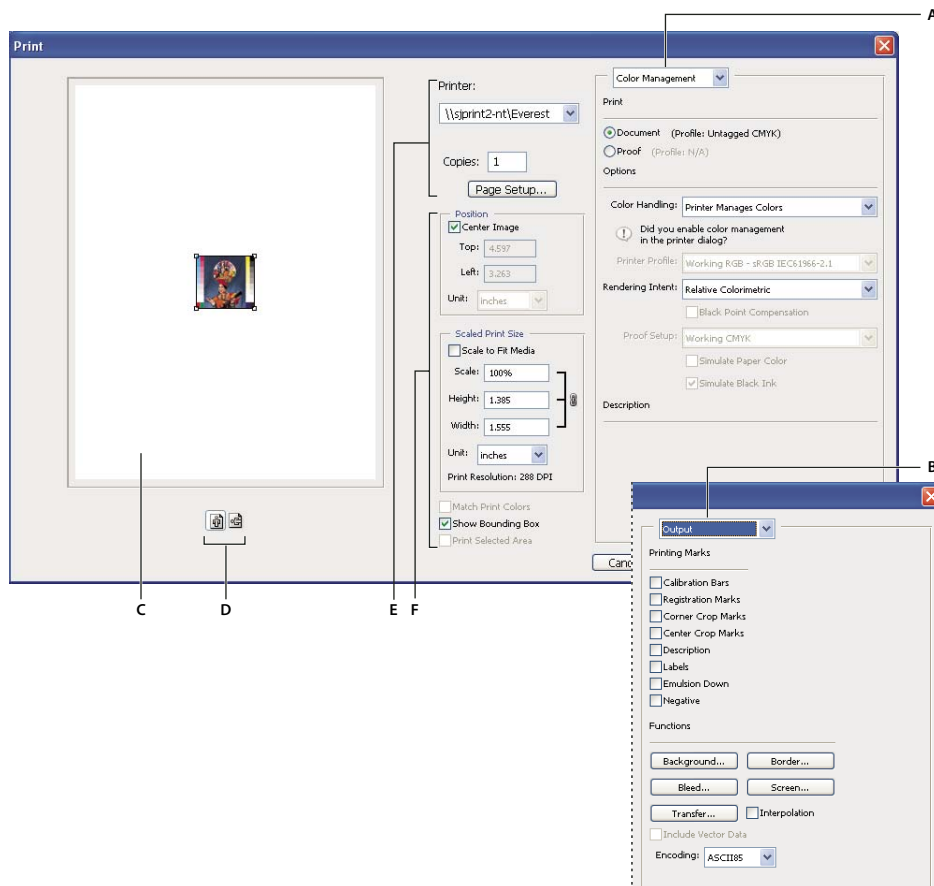 A
Print
Printer:
\\sjprint2-nt\Everest
Copies: 1
Page Setup...
Position
Center Image
Top: 4.597
Left: 3.263
Unit: inches
Scaled Print Size
Scale to Fit Media
Scale: 100%
Height: 1.385
Width: 1.555
Unit: inches
Print Resolution: 288 DPI
Match Print Colors
Show Bounding Box
Print Selected Area
Color Management
Print
Document (Profile: Untagged CMYK)
Proof (Profile: N/A)
Options
Color Handling: Printer Manages Colors
Did you enable color management
in the printer dialog?
Printer Profile: Working RGB - sRGB IEC61966-2.1
Rendering Intent: Relative Colorimetric
Black Point Compensation
Proof Setup: Working CMYK
Simulate Paper Color
Simulate Black Ink
Description
Canc
B
Output
Printing Marks
Calibration Bars
Registration Marks
Corner Crop Marks
Center Crop Marks
Description
Labels
Emulsion Down
Negative
Functions
Background... Border...
Bleed... Screen...
Transfer... Interpolation
Include Vector Data
Encoding: ASCII85
C D E F